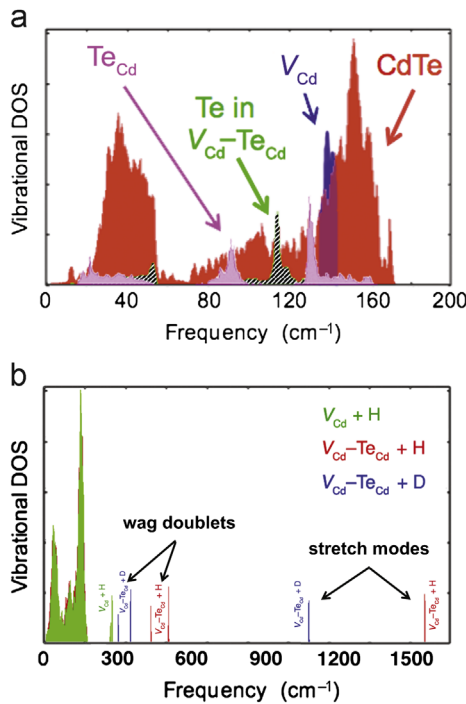 a
Te_Cd
V_Cd
CdTe
Te in
V_Cd–Te_Cd
Vibrational DOS
0 40 80 120 160 200
Frequency (cm⁻¹)
b
V_Cd + H
V_Cd–Te_Cd + H
V_Cd–Te_Cd + D
wag doublets
stretch modes
Vibrational DOS
V_Cd + H
V_Cd–Te_Cd + D
V_Cd–Te_Cd + H
V_Cd–Te_Cd + D
V_Cd–Te_Cd + H
0 300 600 900 1200 1500
Frequency (cm⁻¹)